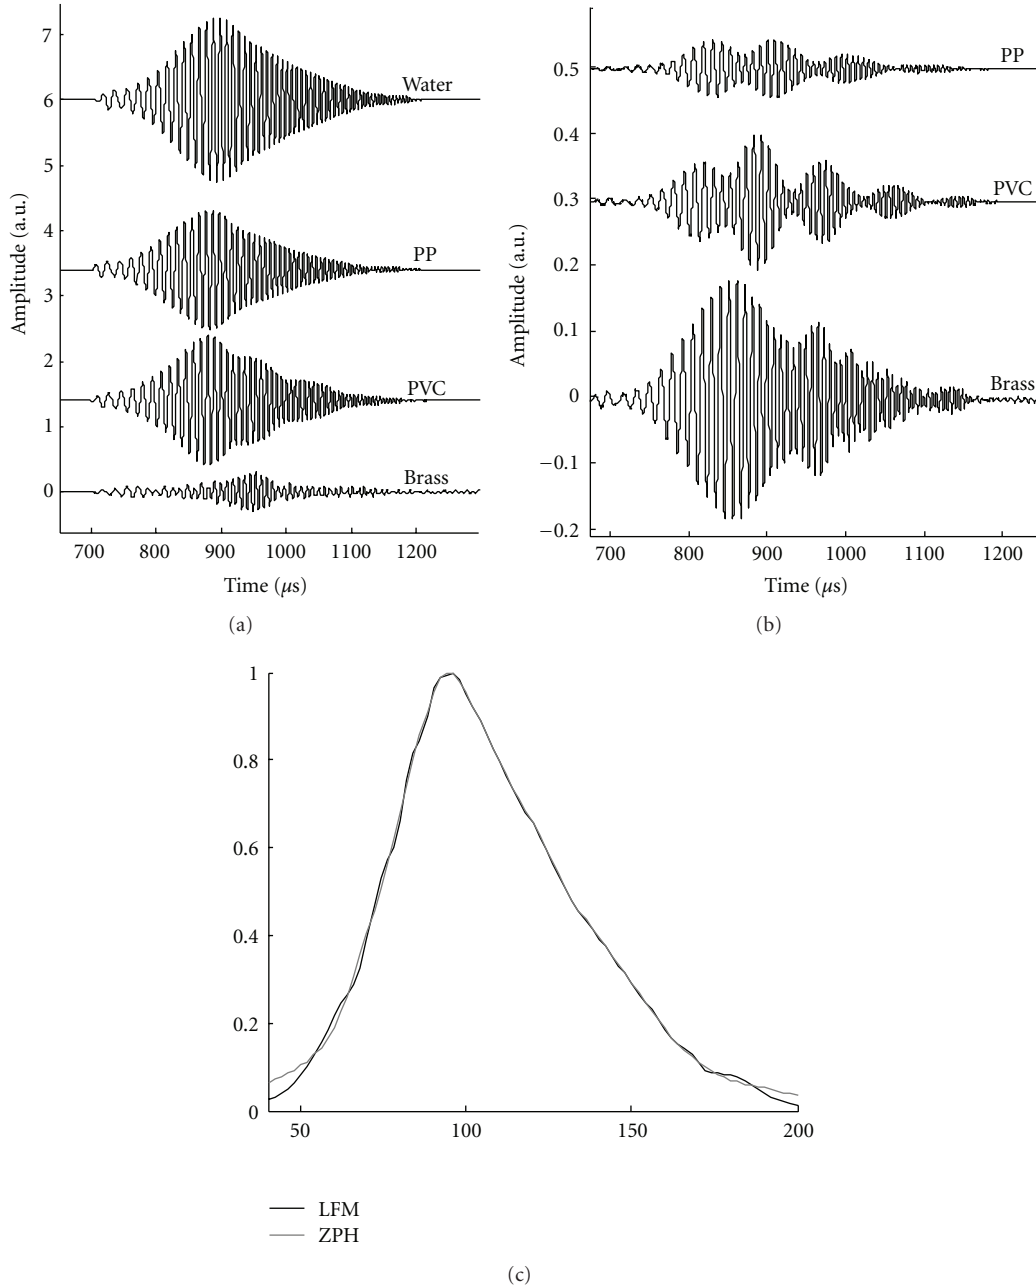 7
6
5
4
3
2
1
0
Amplitude (a.u.)
Water
PP
PVC
Brass
700 800 900 1000 1100 1200
Time (μs)
(a)
0.5
0.4
0.3
0.2
0.1
0
−0.1
−0.2
Amplitude (a.u.)
PP
PVC
Brass
700 800 900 1000 1100 1200
Time (μs)
(b)
1
0.8
0.6
0.4
0.2
0
50 100 150 200
LFM
ZPH
(c)